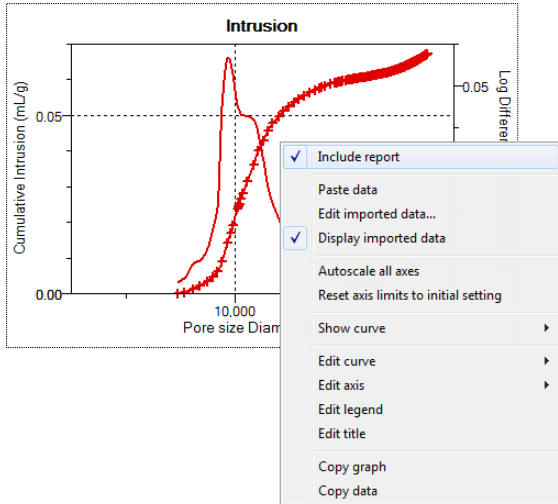 Intrusion
Cumulative Intrusion (mL/g)
0.05
0.00
10,000
Pore size Diam
0.05
Log Differe
Include report
Paste data
Edit imported data...
Display imported data
Autoscale all axes
Reset axis limits to initial setting
Show curve
Edit curve
Edit axis
Edit legend
Edit title
Copy graph
Copy data